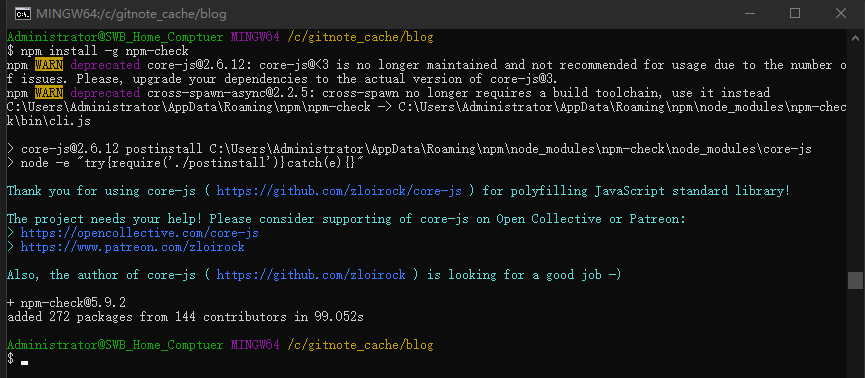 MINGW64:/c/gitnote_cache/blog
Administrator@SWB_Home_Comptuer MINGW64 /c/gitnote_cache/blog
$ npm install -g npm-check
npm WARN deprecated core-js@2.6.12: core-js@<3 is no longer maintained and not recommended for usage due to the number o
f issues. Please, upgrade your dependencies to the actual version of core-js@3.
npm WARN deprecated cross-spawn-async@2.2.5: cross-spawn no longer requires a build toolchain, use it instead
C:\Users\Administrator\AppData\Roaming\npm\npm-check -> C:\Users\Administrator\AppData\Roaming\npm\node_modules\npm-chec
k\bin\cli.js
> core-js@2.6.12 postinstall C:\Users\Administrator\AppData\Roaming\npm\node_modules\npm-check\node_modules\core-js
> node -e "try{require('./postinstall')}catch(e){}"
Thank you for using core-js ( https://github.com/zloirock/core-js ) for polyfilling JavaScript standard library!
The project needs your help! Please consider supporting of core-js on Open Collective or Patreon:
> https://opencollective.com/core-js
> https://www.patreon.com/zloirock
Also, the author of core-js ( https://github.com/zloirock ) is looking for a good job -)
+ npm-check@5.9.2
added 272 packages from 144 contributors in 99.052s
Administrator@SWB_Home_Comptuer MINGW64 /c/gitnote_cache/blog
$